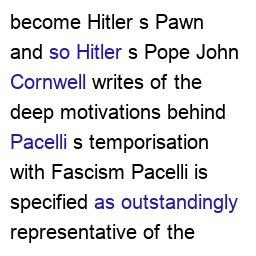 become Hitler s Pawn
and so Hitler s Pope John
Cornwell writes of the
deep motivations behind
Pacelli s temporisation
with Fascism Pacelli is
specified as outstandingly
representative of the